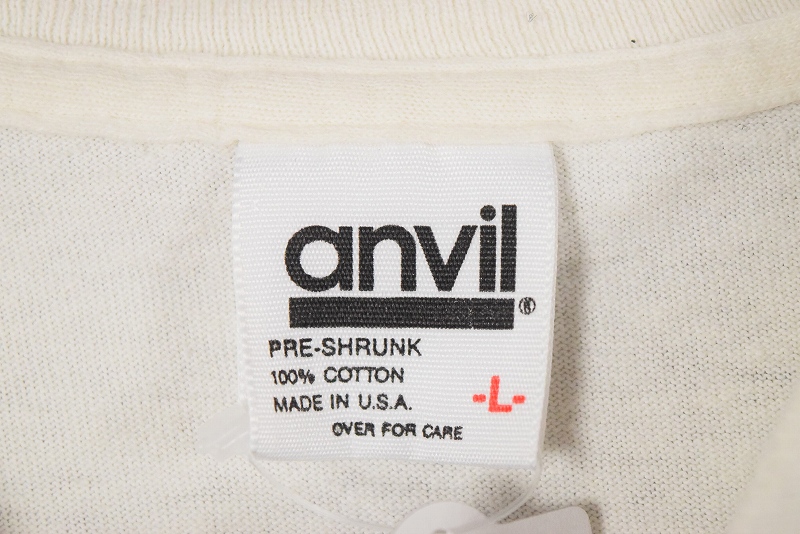 anvil®
PRE-SHRUNK
100% COTTON
MADE IN U.S.A.
-L-
OVER FOR CARE